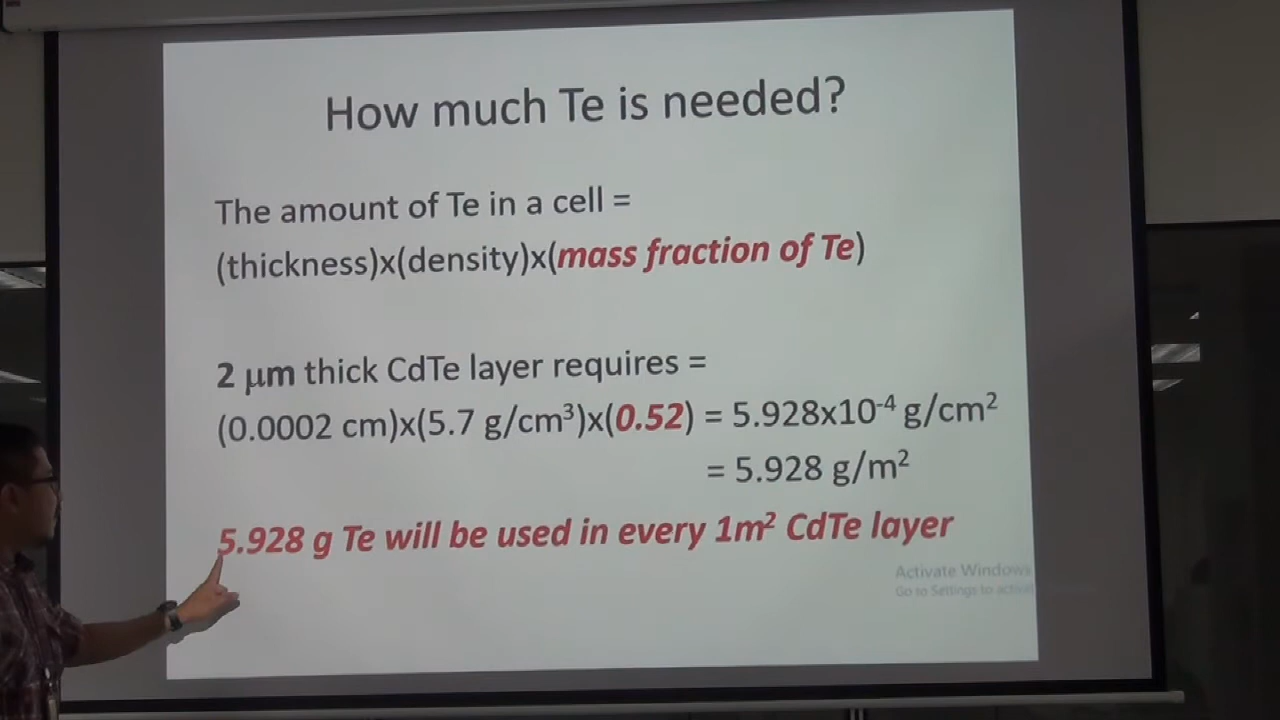 How much Te is needed?
The amount of Te in a cell =
(thickness)x(density)x(mass fraction of Te)
2 μm thick CdTe layer requires =
(0.0002 cm)x(5.7 g/cm³)x(0.52) = 5.928x10⁻⁴ g/cm²
= 5.928 g/m²
5.928 g Te will be used in every 1m² CdTe layer
Activate Windows
Go to Settings to